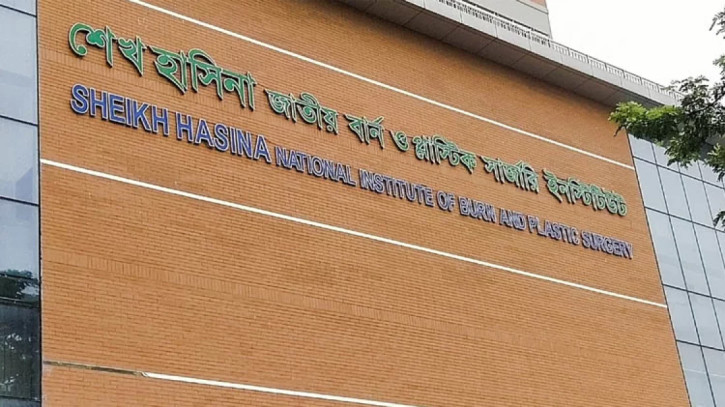 শেখ হাসিনা জাতীয় বার্ন ও প্লাস্টিক সার্জারি ইনস্টিটিউট
SHEIKH HASINA NATIONAL INSTITUTE OF BURN AND PLASTIC SURGERY